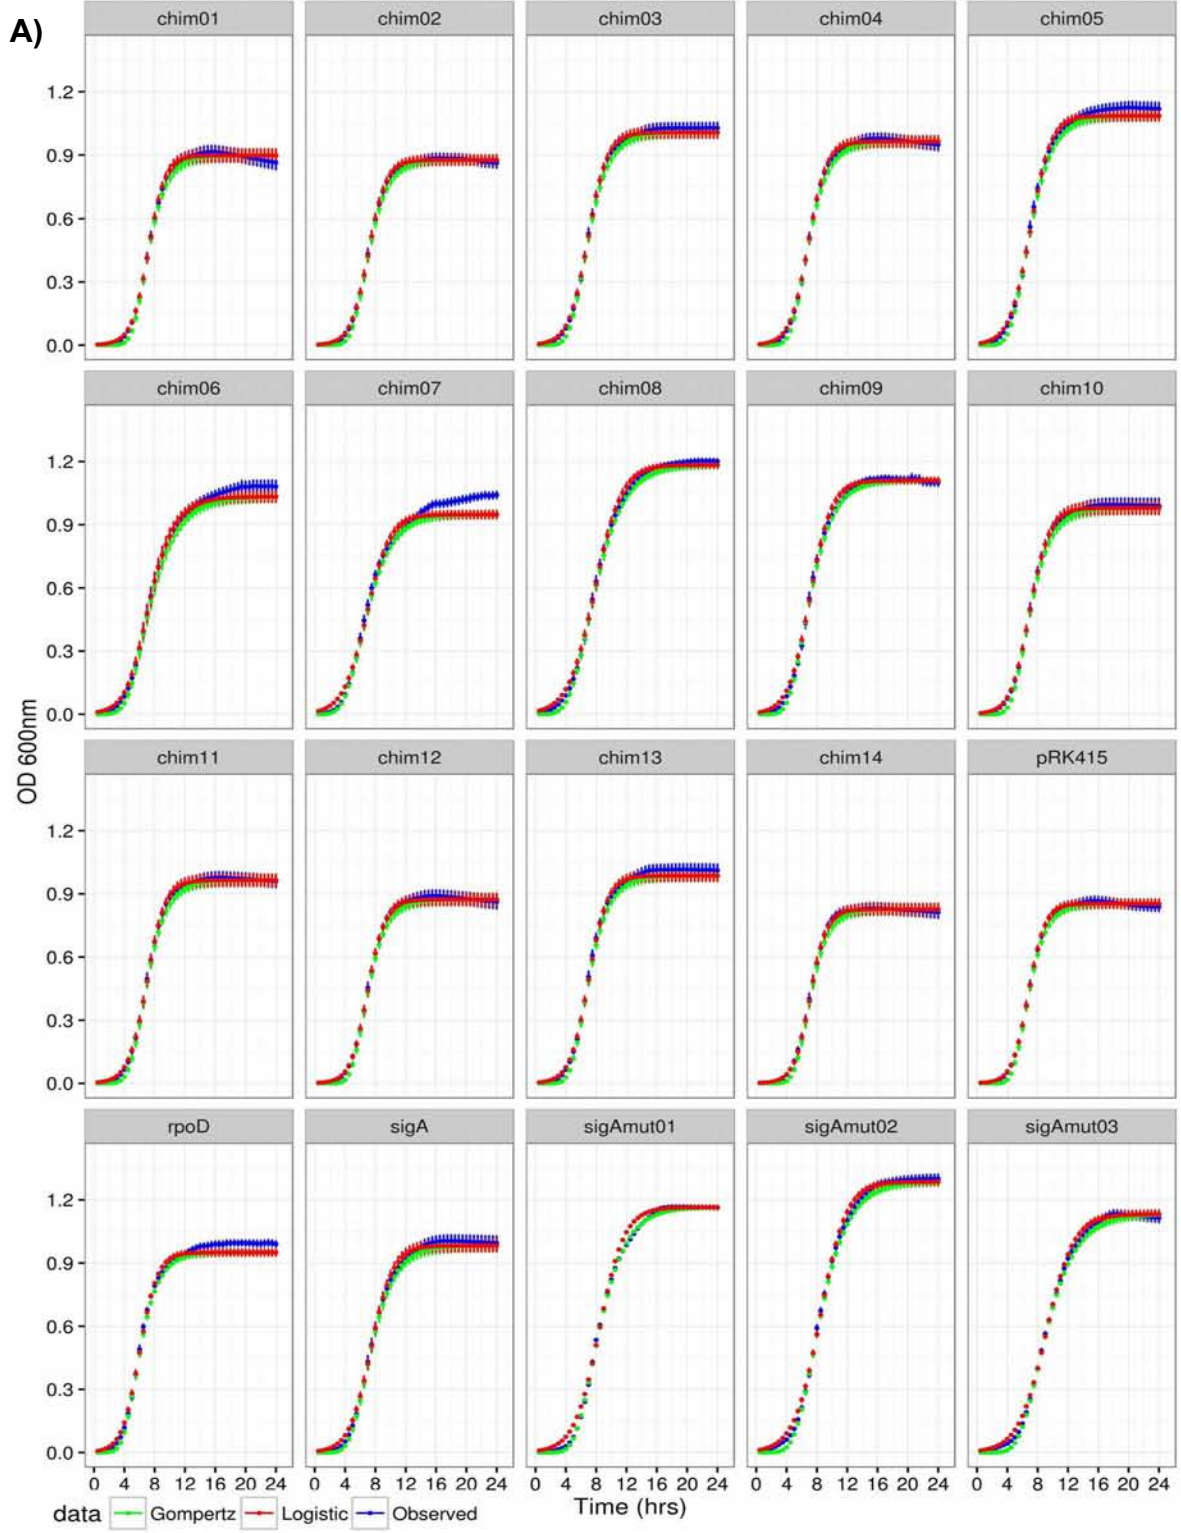 A)
chim01 chim02 chim03 chim04 chim05
1.2
0.9
0.6
0.3
0.0
chim06 chim07 chim08 chim09 chim10
1.2
0.9
0.6
0.3
0.0
chim11 chim12 chim13 chim14 pRK415
1.2
0.9
0.6
0.3
0.0
OD 600nm
rpoD sigA sigAmut01 sigAmut02 sigAmut03
1.2
0.9
0.6
0.3
0.0
0 4 8 12 16 20 24 0 4 8 12 16 20 24 0 4 8 12 16 20 24 0 4 8 12 16 20 24 0 4 8 12 16 20 24
Time (hrs)
data Gompertz Logistic Observed